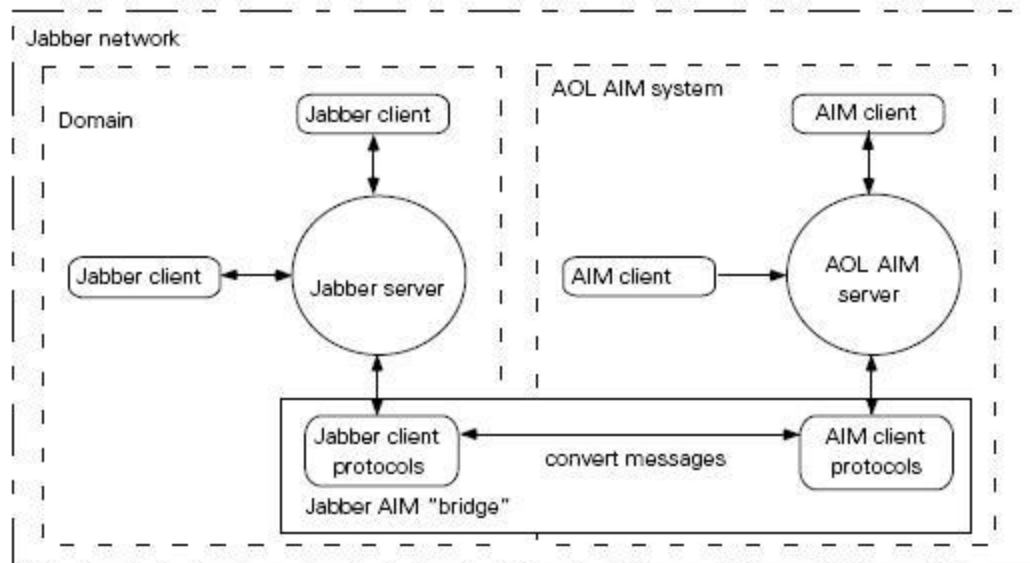 Jabber network
Domain
Jabber client
Jabber client
Jabber server
AOL AIM system
AIM client
AIM client
AOL AIM
server
Jabber client
protocols
convert messages
AIM client
protocols
Jabber AIM "bridge"